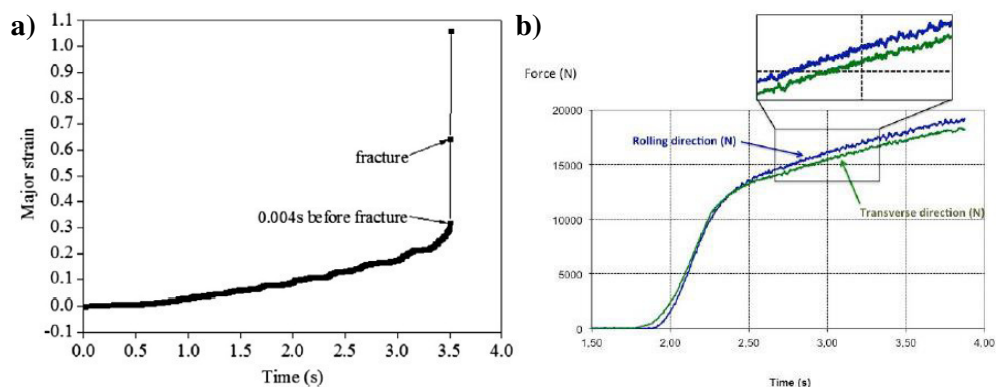 a)
1.1
1.0
0.9
0.8
0.7
0.6
0.5
0.4
0.3
0.2
0.1
0.0
-0.1
Major strain
fracture
0.004s before fracture
0.0 0.5 1.0 1.5 2.0 2.5 3.0 3.5 4.0
Time (s)
b)
Force (N)
20000
15000
10000
5000
0
Rolling direction (N)
Transverse direction (N)
1,50 2,00 2,50 3,00 3,50 4,00
Time (s)